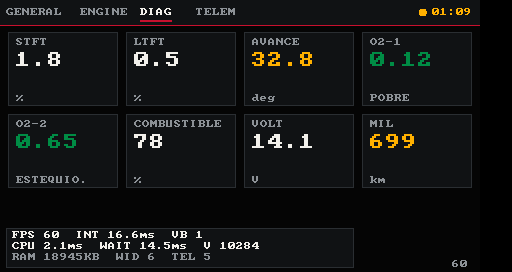 GENERAL ENGINE DIAG TELEM 01:09
STFT LTFT AVANCE O2-1
1.8 0.5 32.8 0.12
% % deg POBRE
O2-2 COMBUSTIBLE VOLT MIL
0.65 78 14.1 699
ESTEQUIO. % V km
FPS 60 INT 16.6ms VB 1
CPU 2.1ms WAIT 14.5ms V 10284
RAM 18945KB WID 6 TEL 5
60